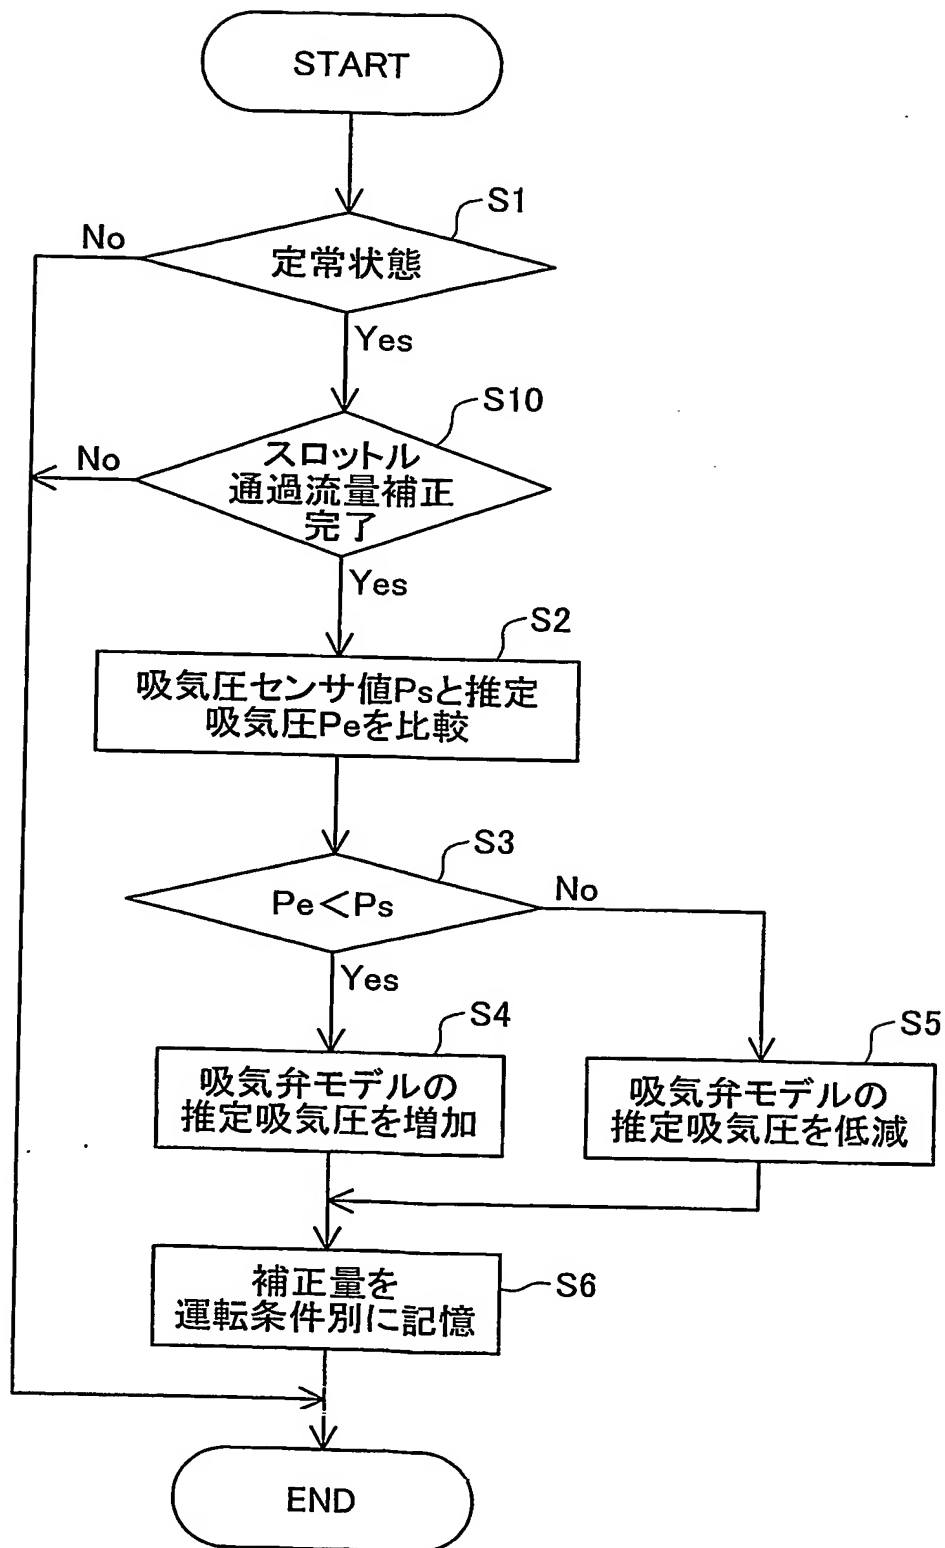 START
S1
No
定常状態
Yes
S10
No
スロットル
通過流量補正
完了
Yes
S2
吸気圧センサ値Psと推定
吸気圧Peを比較
S3
Pe<Ps
No
Yes
S4
吸気弁モデルの
推定吸気圧を増加
S5
吸気弁モデルの
推定吸気圧を低減
補正量を
運転条件別に記憶
S6
END